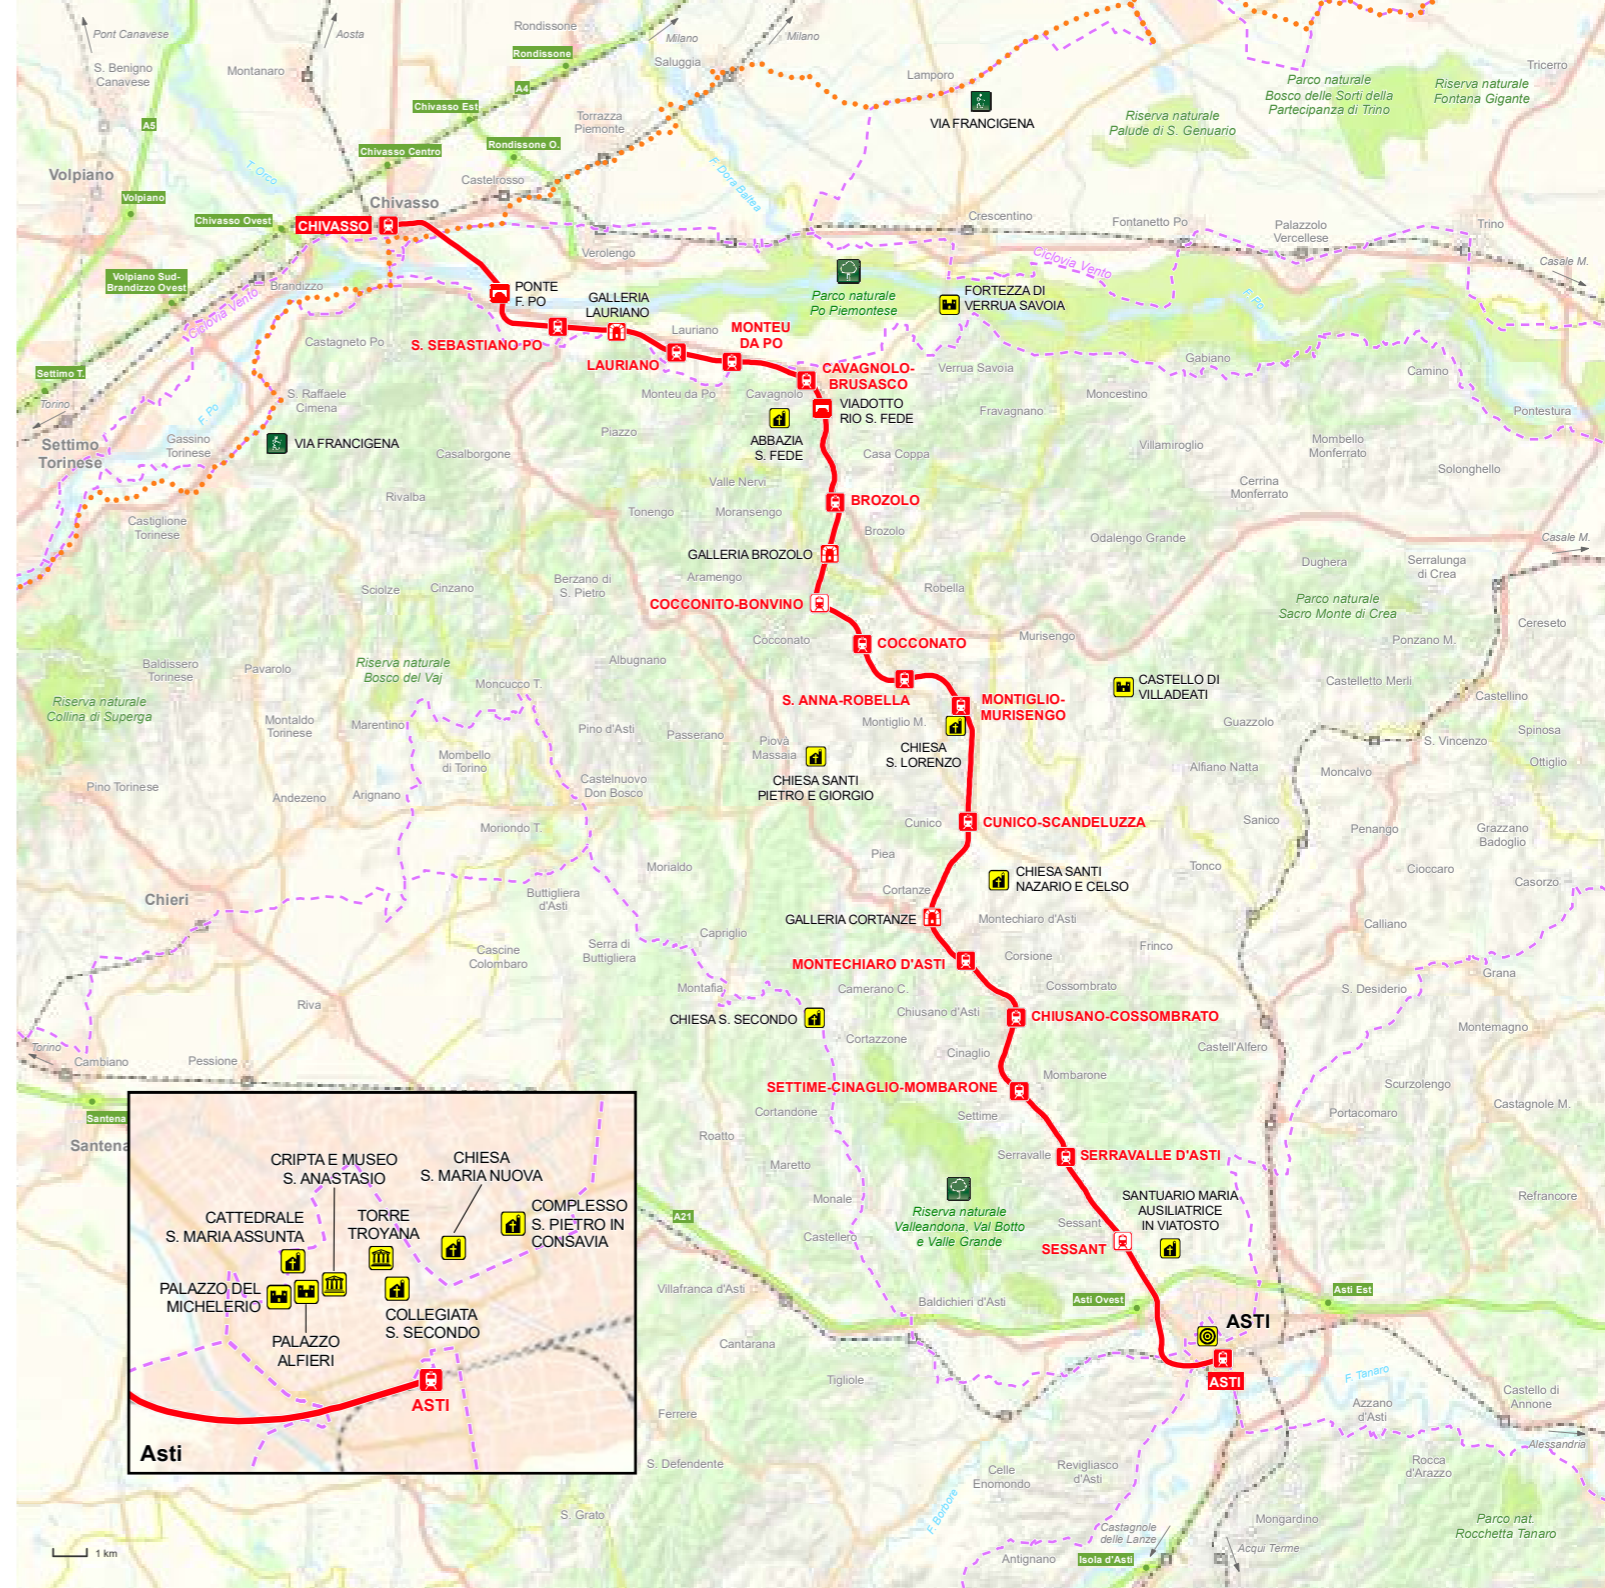 Pont Canavese
Aosta
Rondissone
Milano
Milano
S. Benigno
Canavese
Montanaro
Rondissone
Saluggia
Lamporo
Tricerro
Parco naturale
Bosco delle Sorti della
Partecipanza di Trino
Riserva naturale
Fontana Gigante
A4
Chivasso Est
A5
Torrazza
Piemonte
VIA FRANCIGENA
Riserva naturale
Palude di S. Genuario
Chivasso Centro
Rondissone O.
T. Orco
F. Dora Baltea
Volpiano
Castelrosso
Volpiano
Chivasso
Chivasso Ovest
CHIVASSO
Crescentino
Fontanetto Po
Palazzolo
Vercellese
Trino
Verolengo
Ciclovia Vento
Casale M.
Volpiano Sud-
Brandizzo Ovest
Brandizzo
PONTE
F. PO
GALLERIA
LAURIANO
Parco naturale
Po Piemontese
FORTEZZA DI
VERRUA SAVOIA
F. Po
Ciclovia Vento
Castagneto Po
S. SEBASTIANO PO
Lauriano
MONTEU
DA PO
LAURIANO
CAVAGNOLO-
BRUSASCO
Verrua Savoia
Gabiano
Camino
Settimo T.
Torino
S. Raffaele
Cimena
F. Po
Monteu da Po
Cavagnolo
VIADOTTO
RIO S. FEDE
Fravagnano
Moncestino
Pontestura
Settimo
Torinese
Gassino
Torinese
VIA FRANCIGENA
Piazzo
ABBAZIA
S. FEDE
Casalborgone
Casa Coppa
Villamiroglio
Mombello
Monferrato
Solonghello
Rivalba
Valle Nervi
Cerrina
Monferrato
Castiglione
Torinese
Tonengo
Moransengo
BROZOLO
Brozolo
Odalengo Grande
Casale M.
GALLERIA BROZOLO
Dughera
Serralunga
di Crea
Sciolze
Cinzano
Berzano di
S. Pietro
Aramengo
Robella
COCCONITO-BONVINO
Parco naturale
Sacro Monte di Crea
Cereseto
Cocconato
COCCONATO
Murisengo
Ponzano M.
Baldissero
Torinese
Pavarolo
Riserva naturale
Bosco del Vaj
Albugnano
Moncucco T.
CASTELLO DI
VILLADEATI
Castelletto Merli
Castellino
Riserva naturale
Collina di Superga
S. ANNA-ROBELLA
MONTIGLIO-
MURISENGO
Montaldo
Torinese
Marentino
Pino d'Asti
Passerano
Montiglio M.
Guazzolo
Spinosa
Piovà
Massaia
CHIESA
S. LORENZO
S. Vincenzo
Mombello
di Torino
Ottiglio
Alfiano Natta
Moncalvo
Pino Torinese
Andezeno
Arignano
Castelnuovo
Don Bosco
CHIESA SANTI
PIETRO E GIORGIO
Moriondo T.
Cunico
CUNICO-SCANDELUZZA
Sanico
Penango
Grazzano
Badoglio
Piea
Morialdo
CHIESA SANTI
NAZARIO E CELSO
Tonco
Cioccaro
Casorzo
Chieri
Buttigliera
d'Asti
Cortanze
GALLERIA CORTANZE
Montechiaro d'Asti
Calliano
Capriglio
Frinco
Cascine
Colombaro
Serra di
Buttigliera
MONTECHIARO D'ASTI
Corsione
Grana
Montafia
Camerano C.
Cossombrato
S. Desiderio
Riva
CHIESA S. SECONDO
Chiusano d'Asti
CHIUSANO-COSSOMBRATO
Montemagno
Torino
Cortazzone
Castell'Alfero
Cambiano
Pessione
Cinaglio
Mombarone
SETTIME-CINAGLIO-MOMBARONE
Scurzolengo
Castagnole M.
Santena
Cortandone
Settime
Portacomaro
Santena
Roatto
Maretto
Serravalle
SERRAVALLE D'ASTI
CRIPTA E MUSEO
S. ANASTASIO
CHIESA
S. MARIA NUOVA
COMPLESSO
S. PIETRO IN
CONSAVIA
CATTEDRALE
S. MARIA ASSUNTA
TORRE
TROYANA
PALAZZO DEL
MICHELERIO
COLLEGIATA
S. SECONDO
PALAZZO
ALFIERI
ASTI
Asti
Monale
Riserva naturale
Valleandona, Val Botto
e Valle Grande
SANTUARIO MARIA
AUSILIATRICE
IN VIATOSTO
Refrancore
A21
Castellero
Sessant
SESSANT
Villafranca d'Asti
Baldichieri d'Asti
Asti Ovest
Asti Est
ASTI
Cantarana
Tigliole
ASTI
F. Tanaro
Castello di
Annone
Azzano
d'Asti
Ferrere
Alessandria
S. Defendente
Celle
Enomondo
Revigliasco
d'Asti
Rocca
d'Arazzo
S. Grato
F. Borbore
Castagnole
delle Lanze
Mongardino
Parco nat.
Rocchetta Tanaro
Acqui Terme
1 km
Antignano
Isola d'Asti